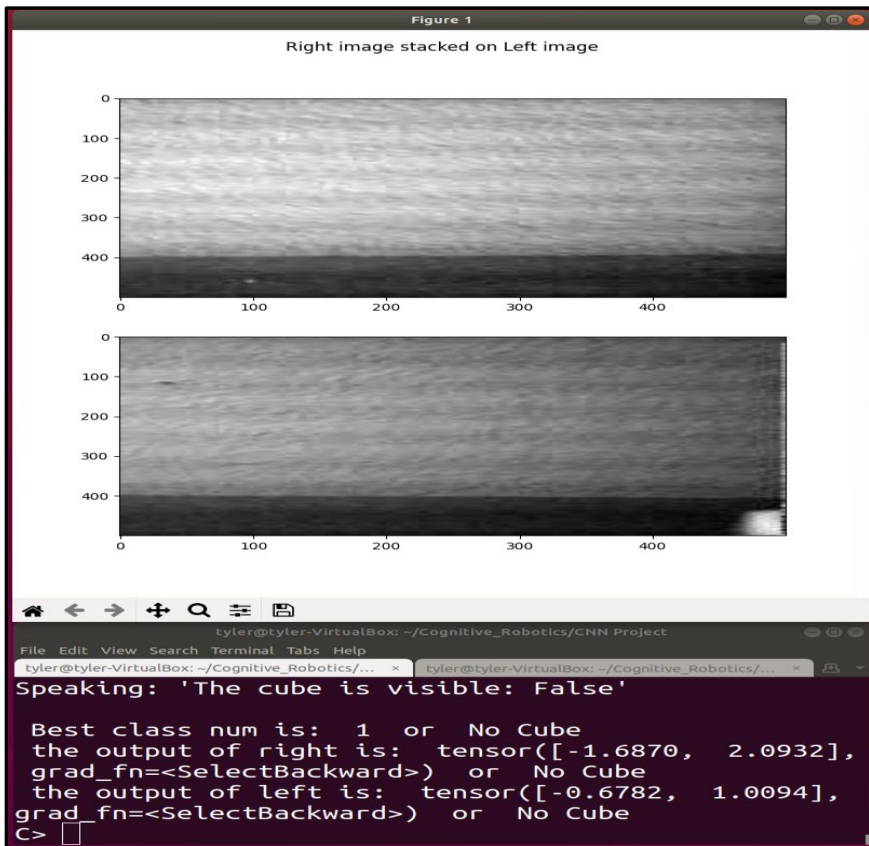 Figure 1
Right image stacked on Left image
0
100
200
300
400
0 100 200 300 400
0
100
200
300
400
0 100 200 300 400
tyler@tyler-VirtualBox: ~/Cognitive_Robotics/CNN Project
File Edit View Search Terminal Tabs Help
tyler@tyler-VirtualBox: ~/Cognitive_Robotics/... × tyler@tyler-VirtualBox: ~/Cognitive_Robotics/... ×
Speaking: 'The cube is visible: False'
Best class num is: 1 or No Cube
the output of right is: tensor([-1.6870, 2.0932],
grad_fn=<SelectBackward>) or No Cube
the output of left is: tensor([-0.6782, 1.0094],
grad_fn=<SelectBackward>) or No Cube
C>